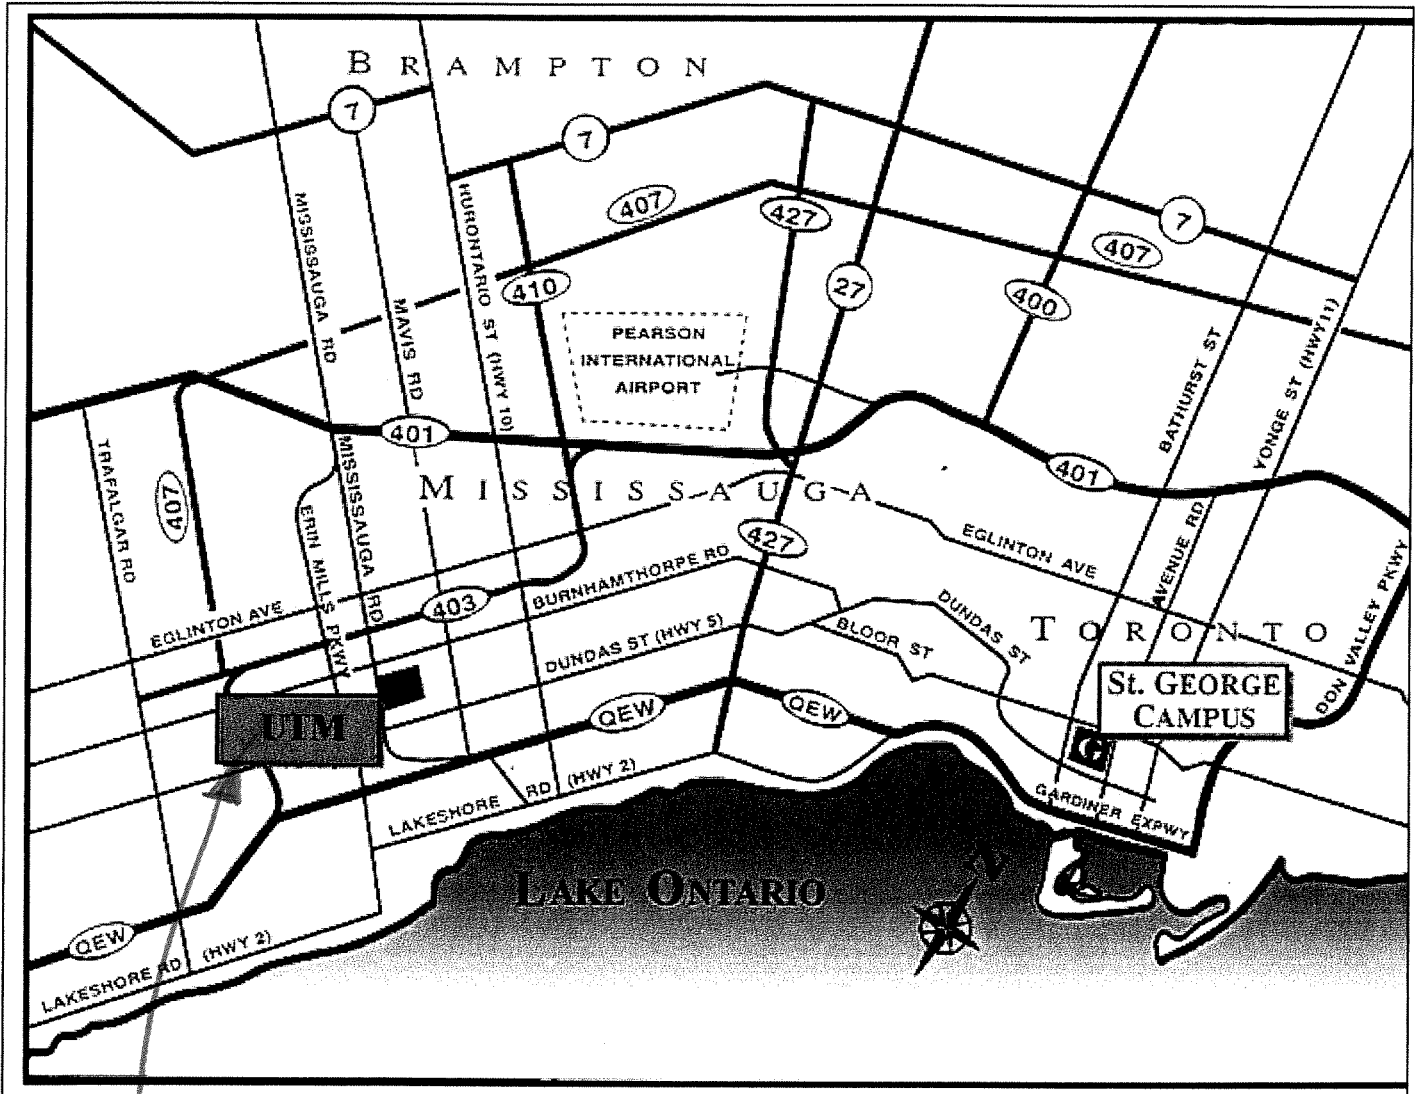 BRAMPTON
7
7
7
407
427
407
27
410
400
MISSISSAUGA RD
MAVIS RD
HURONTARIO ST (HWY 10)
PEARSON
INTERNATIONAL
AIRPORT
BATHURST ST
YONGE ST (HWY 11)
401
401
TRAFALGAR RD
407
MISSISSAUGA RD
ERIN MILLS PKWY
MISSISSAUGA
427
EGLINTON AVE
AVENUE RD
DON VALLEY PKWY
EGLINTON AVE
403
BURNHAMTHORPE RD
DUNDAS ST (HWY 5)
BLOOR ST
DUNDAS ST
TORONTO
St. GEORGE
CAMPUS
UTM
QEW
QEW
G
LAKESHORE RD (HWY 2)
GARDINER EXPWY
LAKE ONTARIO
N
QEW
LAKESHORE RD (HWY 2)